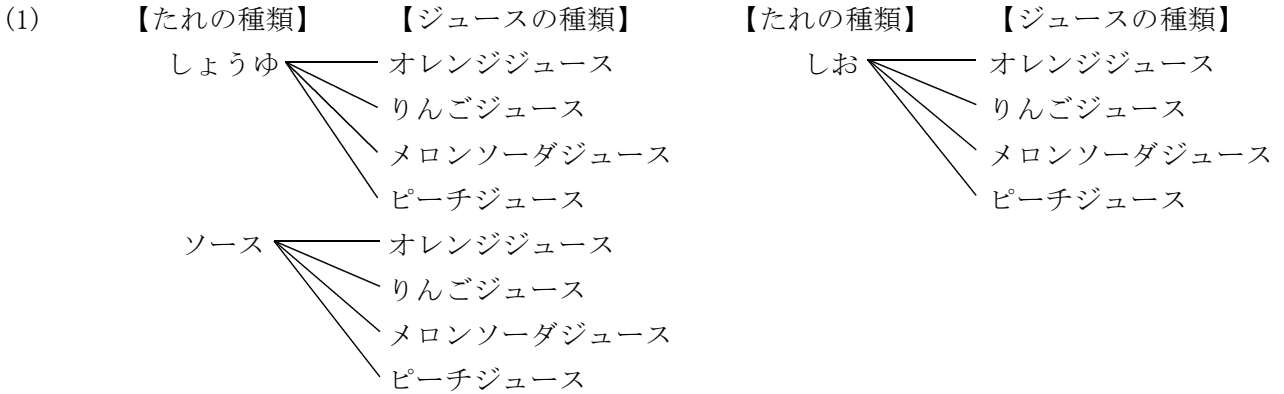 (1) 【たれの種類】 【ジュースの種類】 【たれの種類】 【ジュースの種類】
しょうゆ オレンジジュース しお オレンジジュース
りんごジュース りんごジュース
メロンソーダジュース メロンソーダジュース
ピーチジュース ピーチジュース
ソース オレンジジュース
りんごジュース
メロンソーダジュース
ピーチジュース